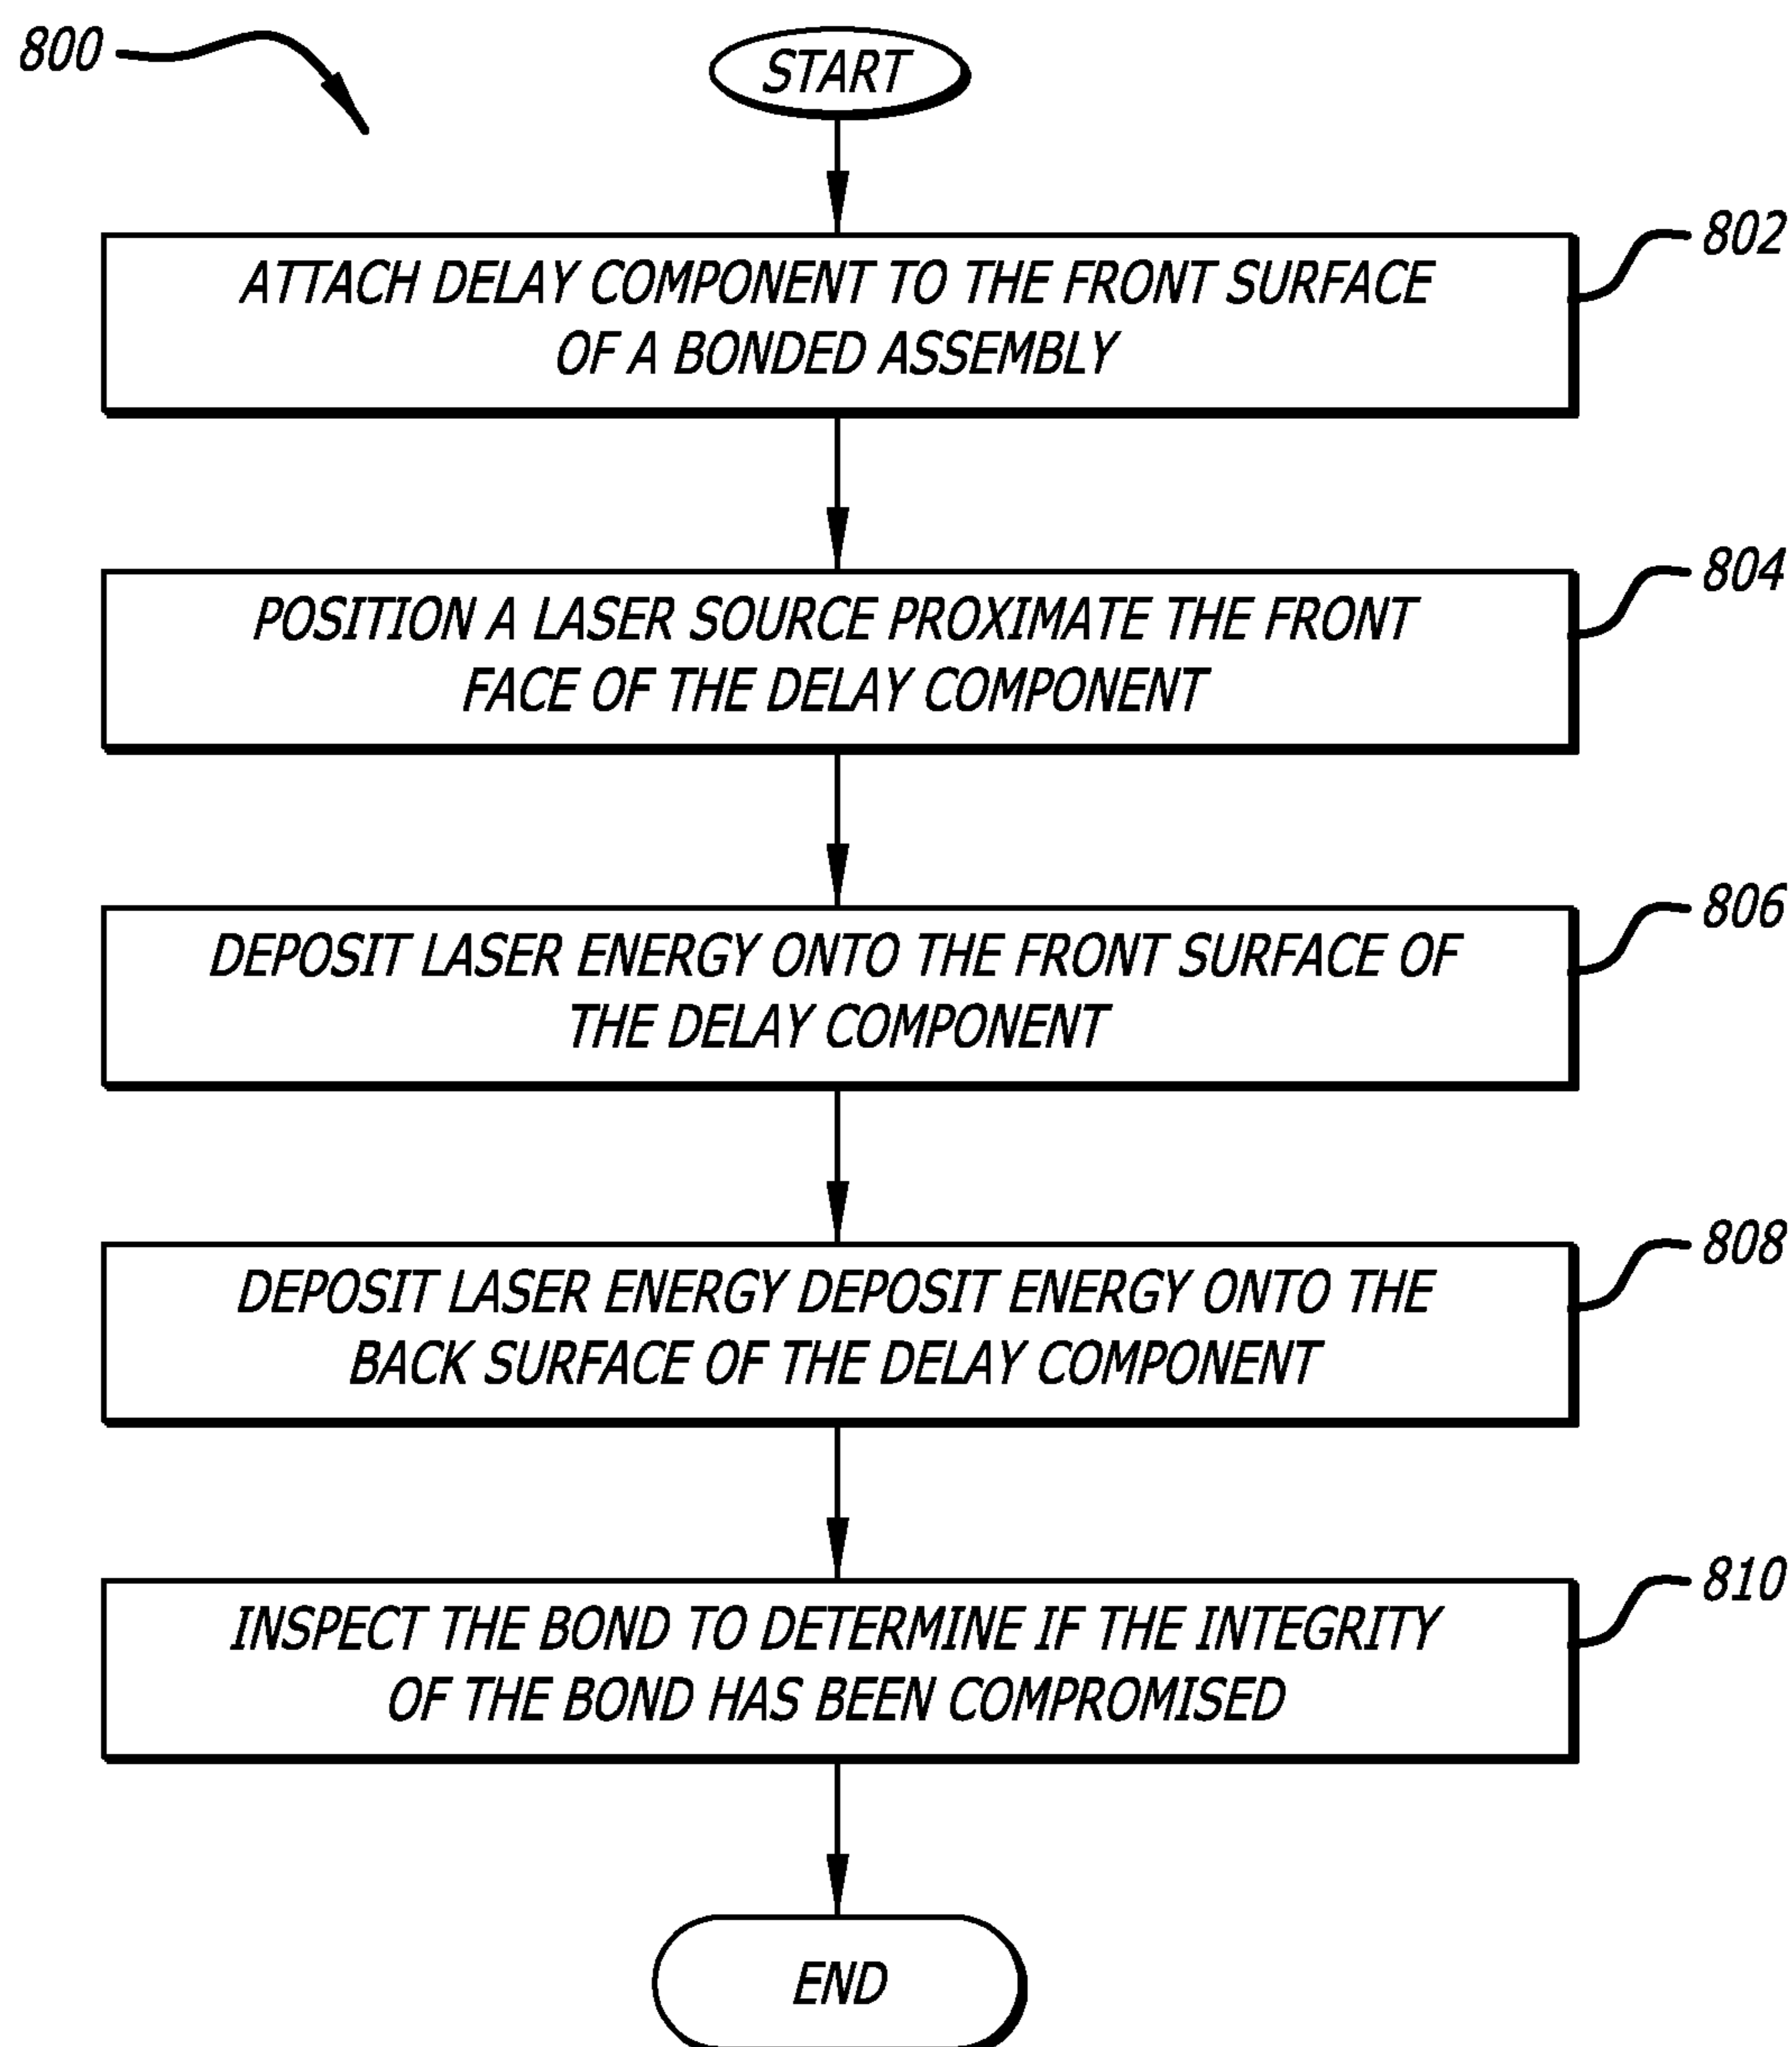 800
START
802
ATTACH DELAY COMPONENT TO THE FRONT SURFACE
OF A BONDED ASSEMBLY
804
POSITION A LASER SOURCE PROXIMATE THE FRONT
FACE OF THE DELAY COMPONENT
806
DEPOSIT LASER ENERGY ONTO THE FRONT SURFACE OF
THE DELAY COMPONENT
808
DEPOSIT LASER ENERGY DEPOSIT ENERGY ONTO THE
BACK SURFACE OF THE DELAY COMPONENT
810
INSPECT THE BOND TO DETERMINE IF THE INTEGRITY
OF THE BOND HAS BEEN COMPROMISED
END